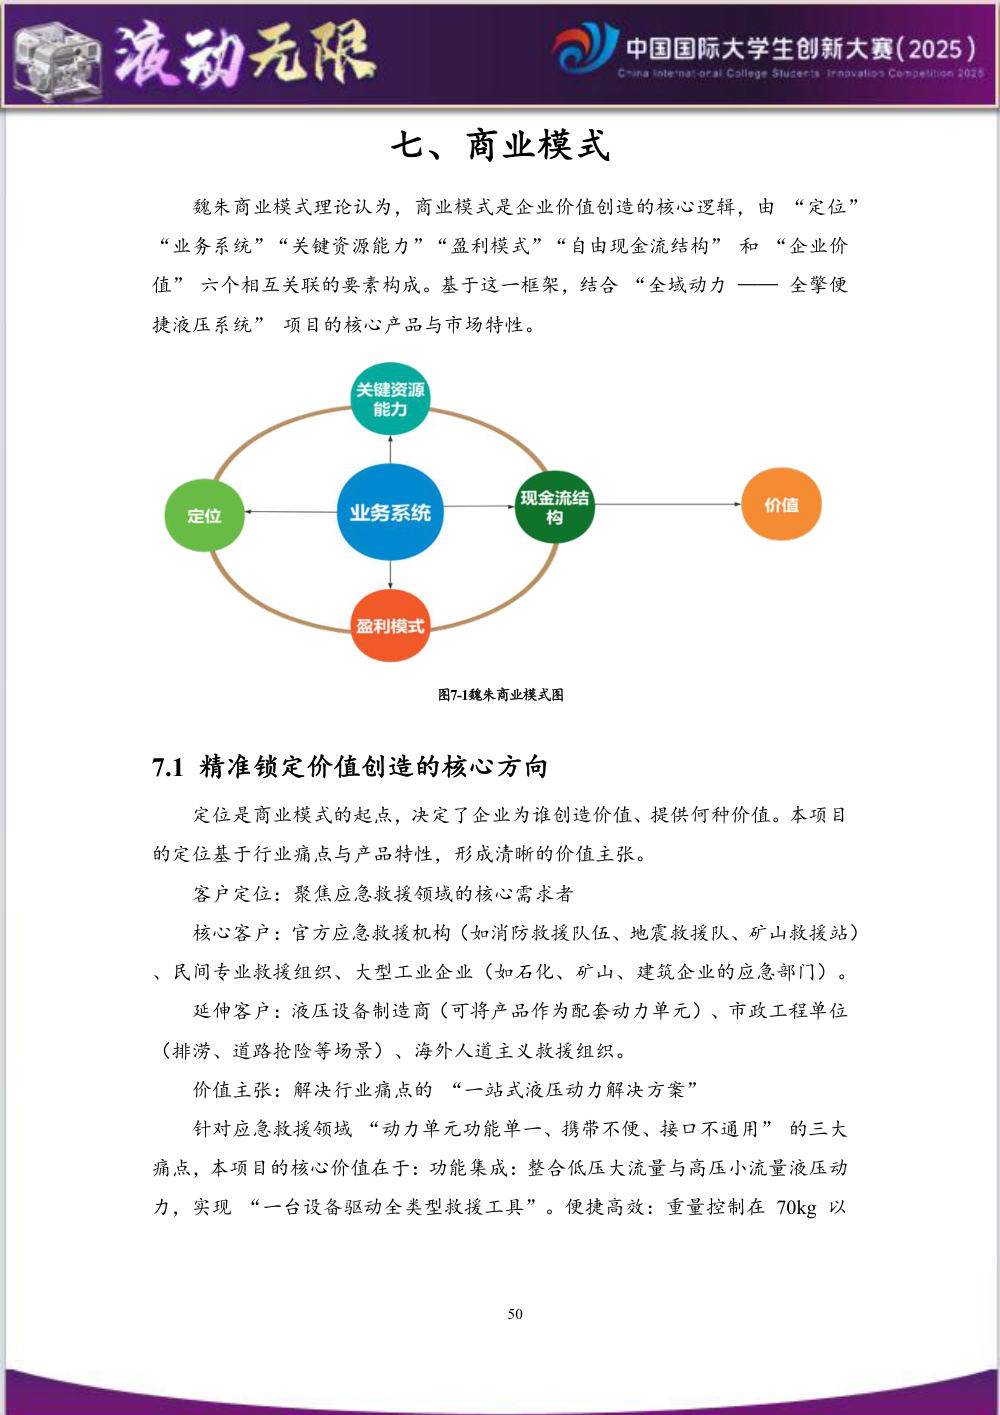 液动无限
中国国际大学生创新大赛(2025)
China International College Students' Innovation Competition 2025
七、商业模式
魏朱商业模式理论认为，商业模式是企业价值创造的核心逻辑，由 “定位”
“业务系统”“关键资源能力”“盈利模式”“自由现金流结构” 和 “企业价
值” 六个相互关联的要素构成。基于这一框架，结合 “全域动力 —— 全擎便
捷液压系统” 项目的核心产品与市场特性。
关键资源
能力
定位
业务系统
现金流结
构
价值
盈利模式
图7-1魏朱商业模式图
7.1 精准锁定价值创造的核心方向
定位是商业模式的起点，决定了企业为谁创造价值、提供何种价值。本项目
的定位基于行业痛点与产品特性，形成清晰的价值主张。
客户定位：聚焦应急救援领域的核心需求者
核心客户：官方应急救援机构（如消防救援队伍、地震救援队、矿山救援站）
、民间专业救援组织、大型工业企业（如石化、矿山、建筑企业的应急部门）。
延伸客户：液压设备制造商（可将产品作为配套动力单元）、市政工程单位
（排涝、道路抢险等场景）、海外人道主义救援组织。
价值主张：解决行业痛点的 “一站式液压动力解决方案”
针对应急救援领域 “动力单元功能单一、携带不便、接口不通用” 的三大
痛点，本项目的核心价值在于：功能集成：整合低压大流量与高压小流量液压动
力，实现 “一台设备驱动全类型救援工具”。便捷高效：重量控制在 70kg 以
50